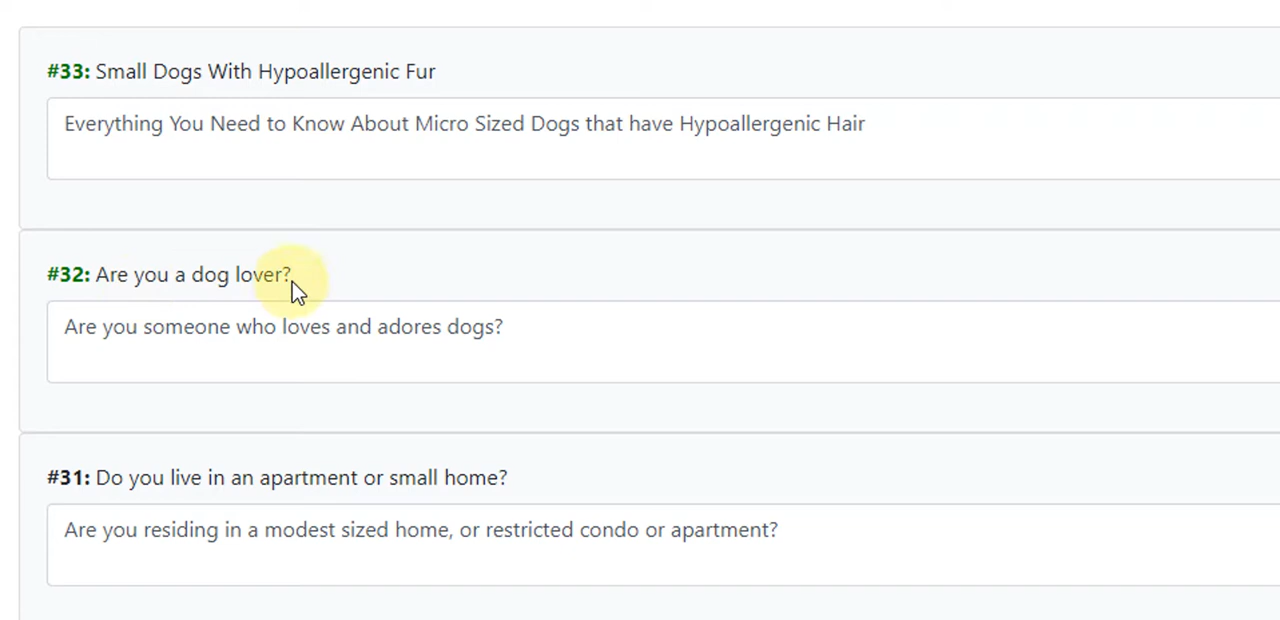 #33: Small Dogs With Hypoallergenic Fur
Everything You Need to Know About Micro Sized Dogs that have Hypoallergenic Hair
#32: Are you a dog lover?
Are you someone who loves and adores dogs?
#31: Do you live in an apartment or small home?
Are you residing in a modest sized home, or restricted condo or apartment?